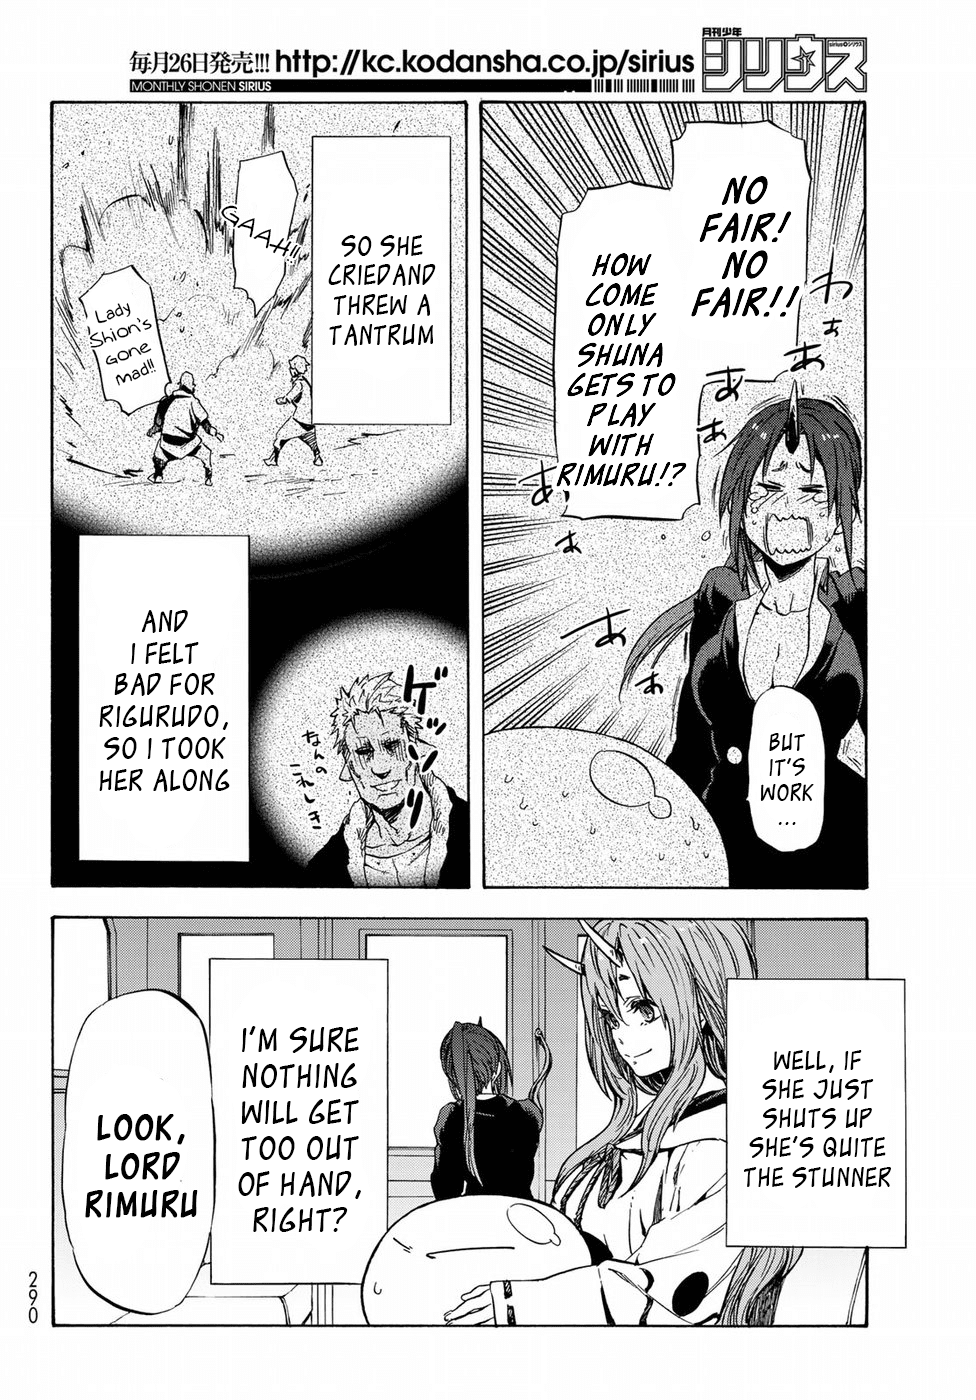 毎月26日発売!!! http://kc.kodansha.co.jp/sirius
MONTHLY SHONEN SIRIUS
月刊少年
シリウス
NO
FAIR!
NO
FAIR!!
HOW
COME
ONLY
SHUNA
GETS TO
PLAY
WITH
RIMURU!?
わ
あぁ
あぁ
あ
あぁ
BUT
IT'S
WORK
...
SO SHE
CRIED AND
THREW A
TANTRUM
GAAH!!
Lady
Shion's
gone
mad!!
AND
I FELT
BAD FOR
RIGURUDO,
SO I TOOK
HER ALONG
ゲッソリ
なんの
これしき
WELL, IF
SHE JUST
SHUTS UP
SHE'S QUITE
THE STUNNER
I'M SURE
NOTHING
WILL GET
TOO OUT
OF HAND,
RIGHT?
LOOK,
LORD
RIMURU
290